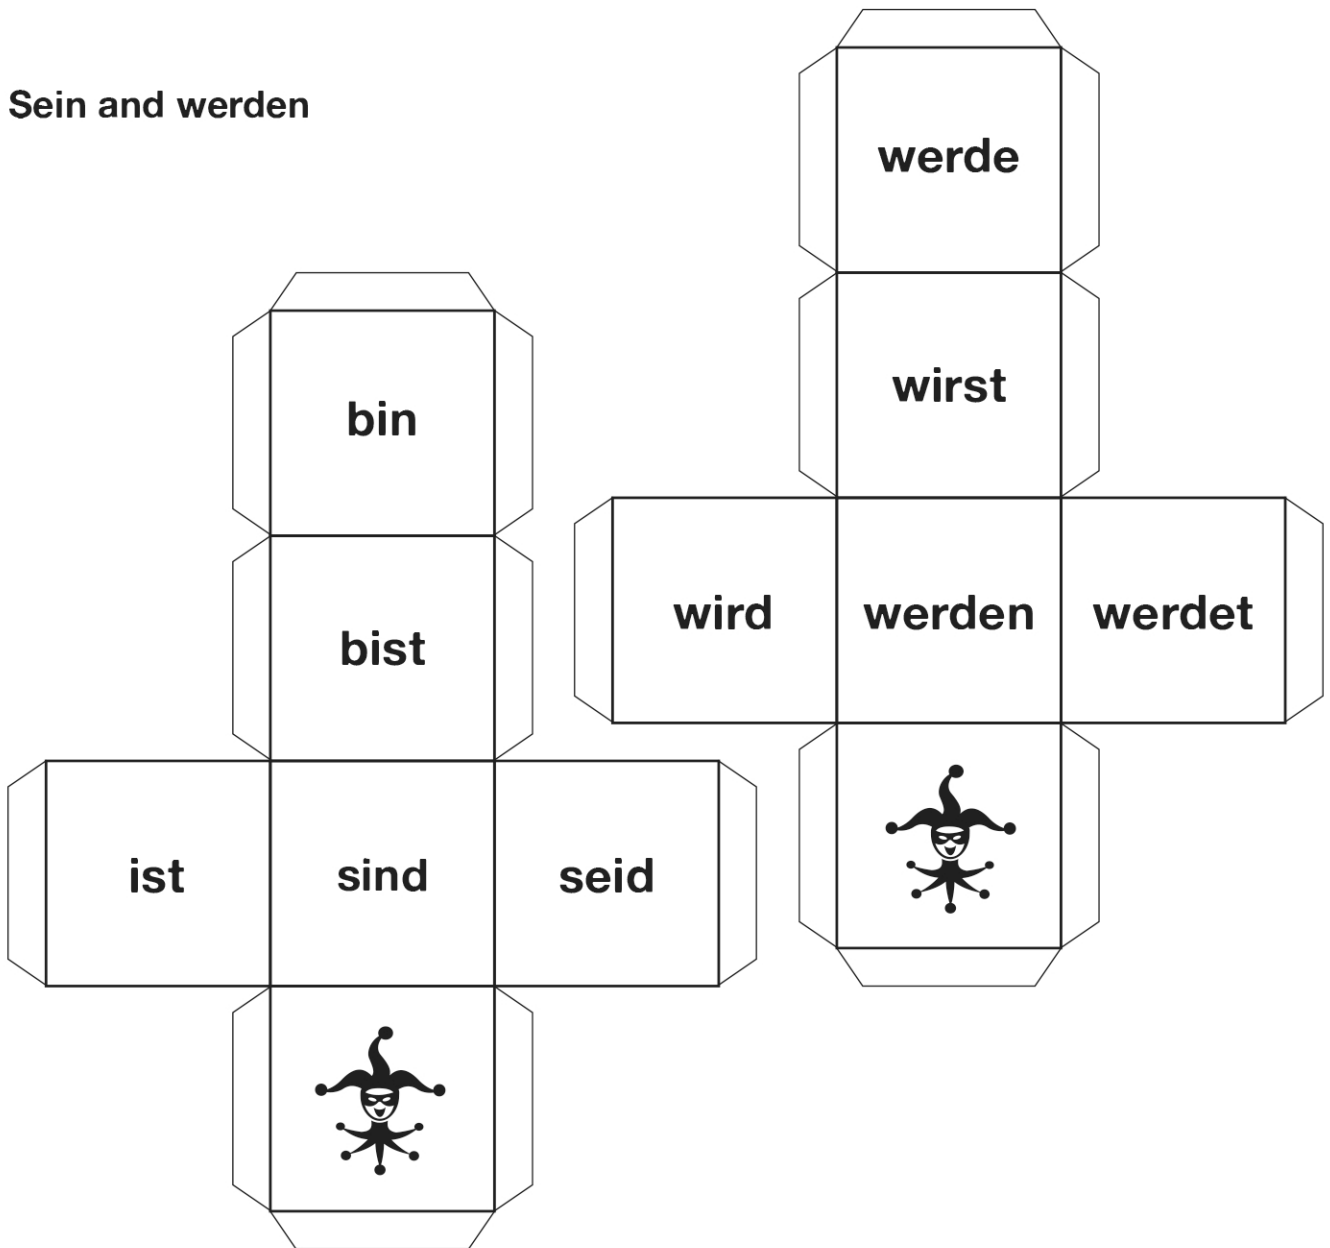 Sein and werden
bin
bist
ist sind seid
werde
wirst
wird werden werdet